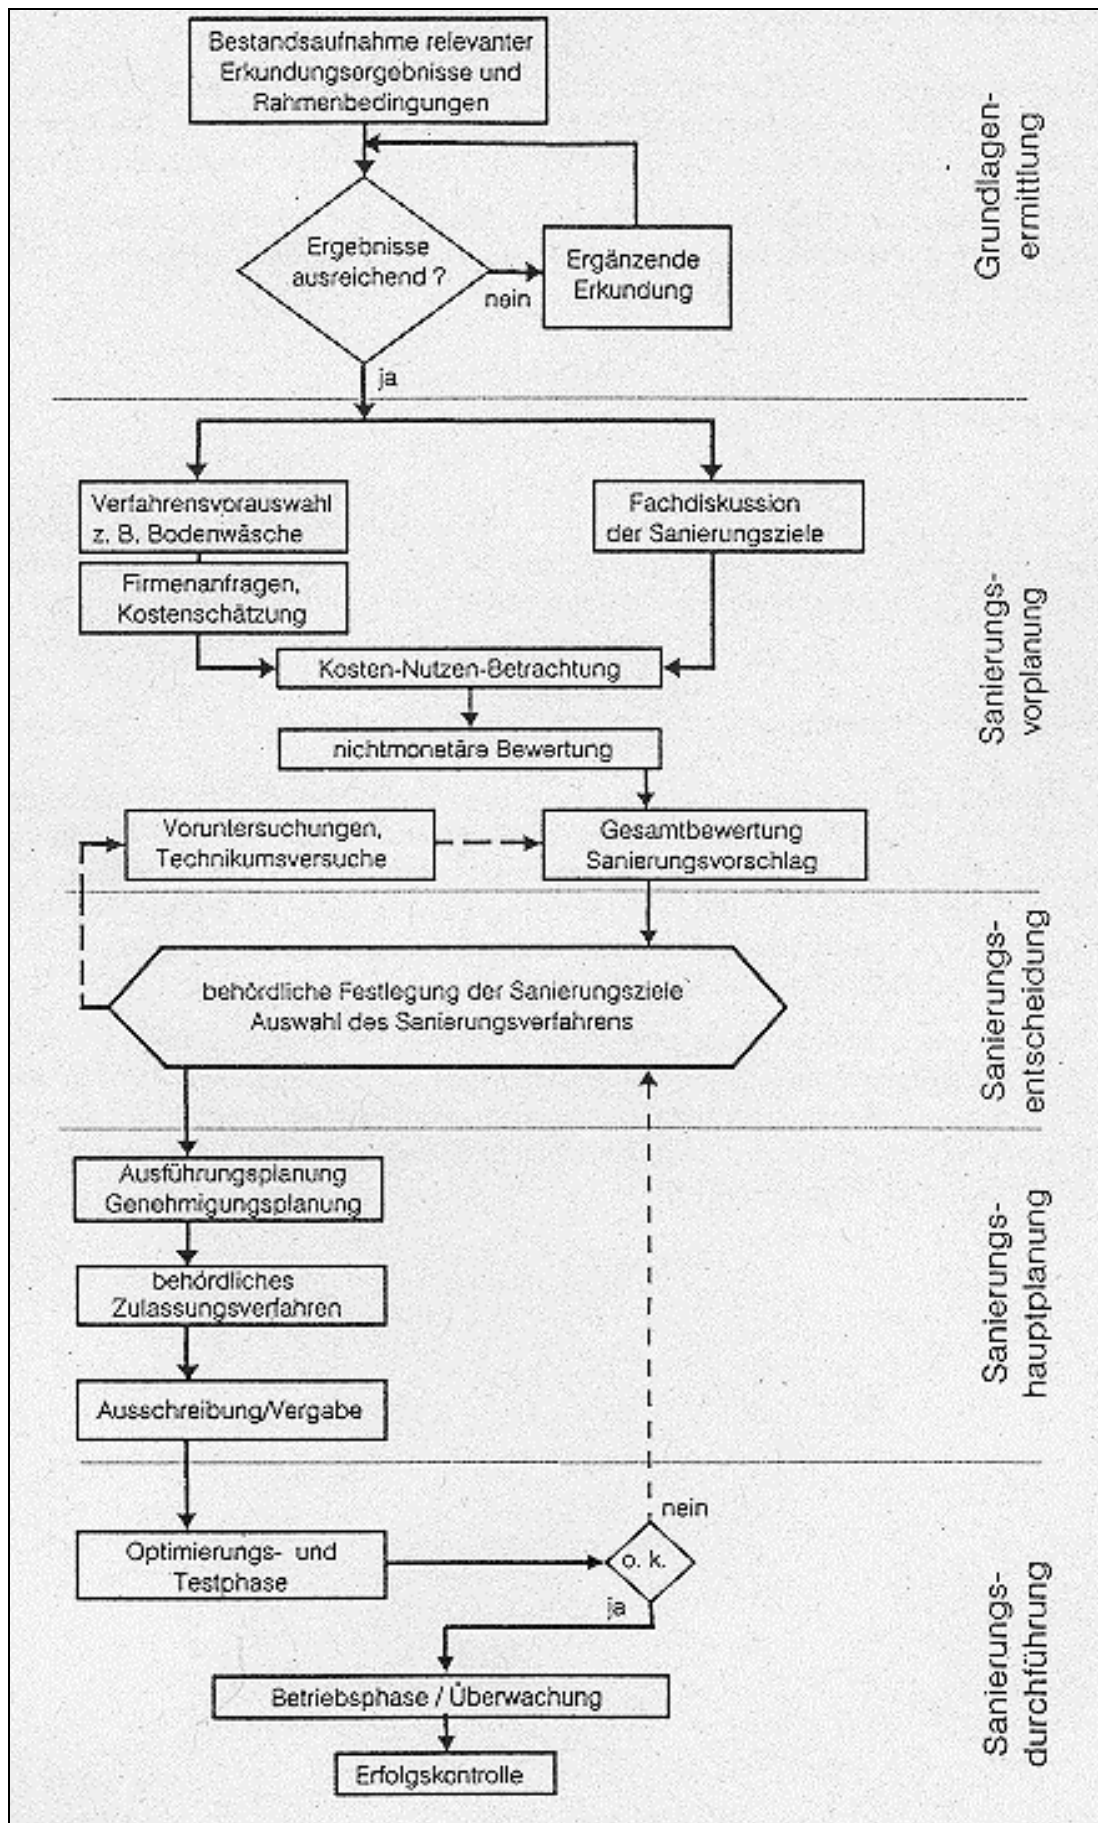 Bestandsaufnahme relevanter
Erkundungsergebnisse und
Rahmenbedingungen
Grundlagen-
ermittlung
Ergebnisse
ausreichend ?
nein
Ergänzende
Erkundung
ja
Verfahrensvorauswahl
z. B. Bodenwäsche
Fachdiskussion
der Sanierungsziele
Firmenanfragen,
Kostenschätzung
Sanierungs-
vorplanung
Kosten-Nutzen-Betrachtung
nichtmonetäre Bewertung
Voruntersuchungen,
Technikumsversuche
Gesamtbewertung
Sanierungsvorschlag
behördliche Festlegung der Sanierungsziele
Auswahl des Sanierungsverfahrens
Sanierungs-
entscheidung
Ausführungsplanung
Genehmigungsplanung
behördliches
Zulassungsverfahren
Sanierungs-
hauptplanung
Ausschreibung/Vergabe
nein
Optimierungs- und
Testphase
o. k.
ja
Sanierungs-
durchführung
Betriebsphase / Überwachung
Erfolgskontrolle